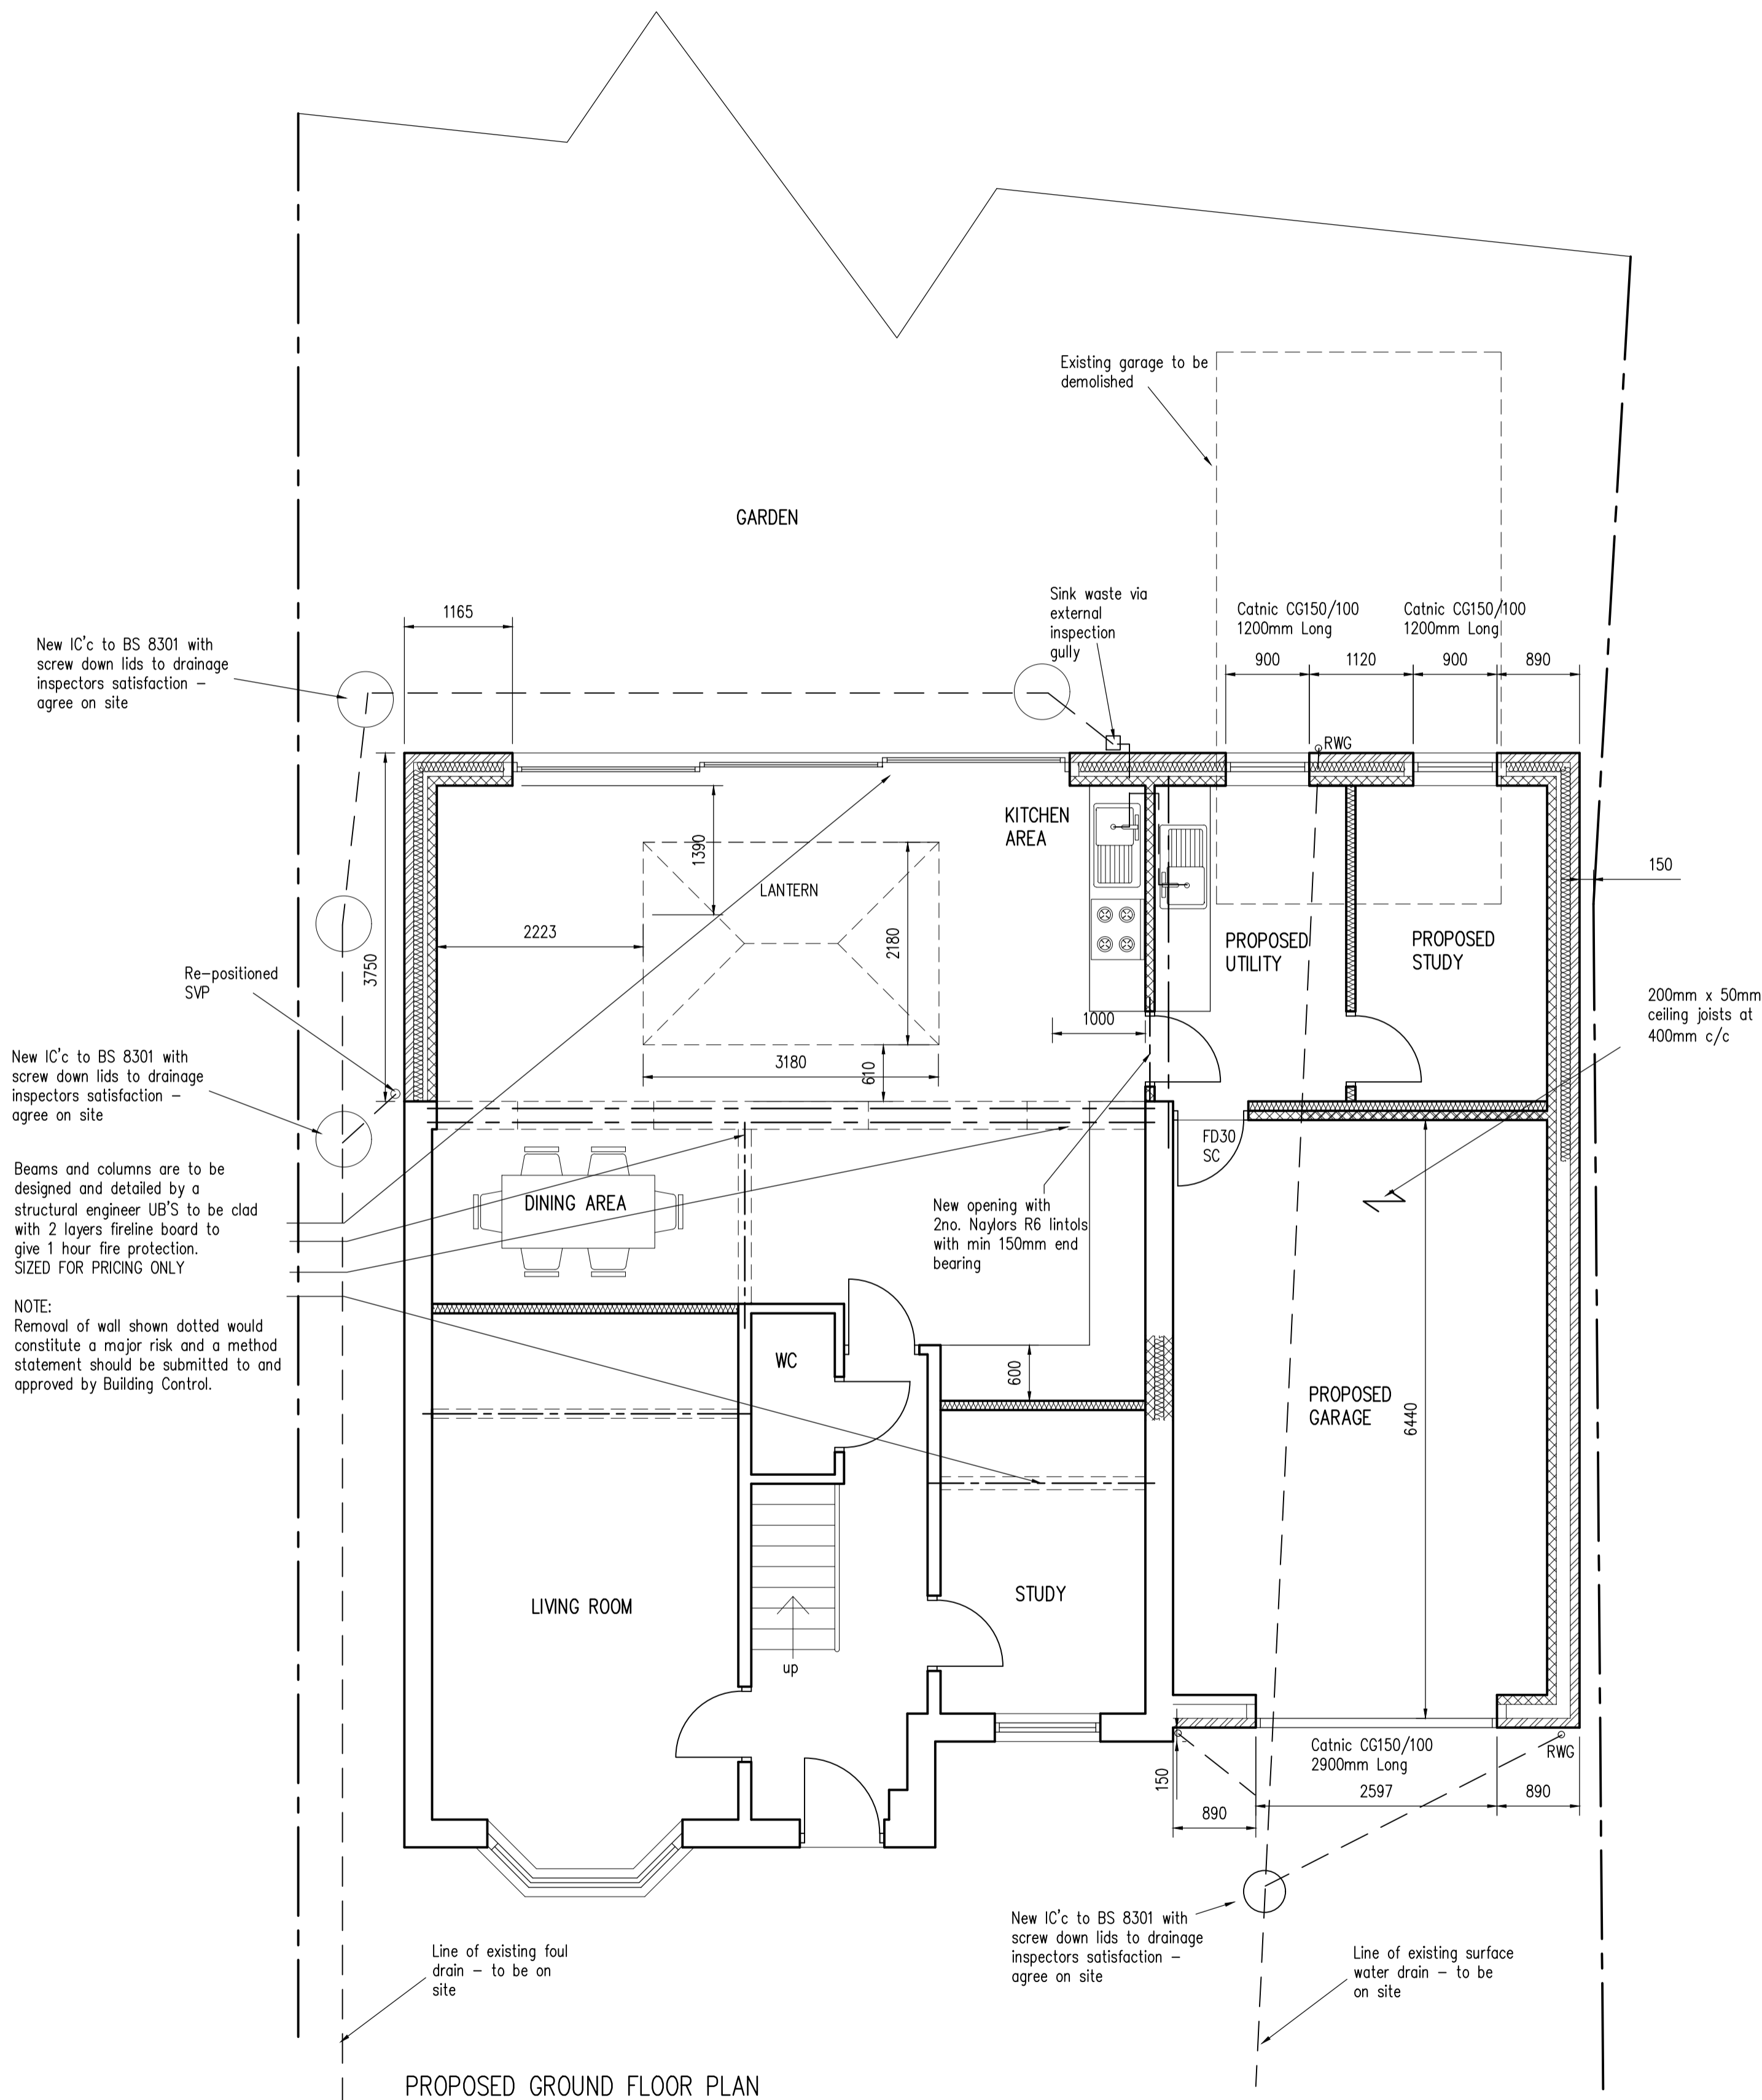 Existing garage to be
demolished
GARDEN
Sink waste via
external
inspection
gully
Catnic CG150/100
1200mm Long
Catnic CG150/100
1200mm Long
1165
900
1120
900
890
New IC'c to BS 8301 with
screw down lids to drainage
inspectors satisfaction –
agree on site
RWG
KITCHEN
AREA
1390
LANTERN
150
2223
2180
PROPOSED
UTILITY
PROPOSED
STUDY
3750
Re-positioned
SVP
200mm x 50mm
ceiling joists at
400mm c/c
1000
3180
610
New IC'c to BS 8301 with
screw down lids to drainage
inspectors satisfaction –
agree on site
FD30
SC
Beams and columns are to be
designed and detailed by a
structural engineer UB'S to be clad
with 2 layers fireline board to
give 1 hour fire protection.
SIZED FOR PRICING ONLY
DINING AREA
New opening with
2no. Naylors R6 lintols
with min 150mm end
bearing
NOTE:
Removal of wall shown dotted would
constitute a major risk and a method
statement should be submitted to and
approved by Building Control.
WC
600
PROPOSED
GARAGE
6440
LIVING ROOM
STUDY
up
Catnic CG150/100
2900mm Long
RWG
150
890
2597
890
New IC'c to BS 8301 with
screw down lids to drainage
inspectors satisfaction –
agree on site
Line of existing foul
drain – to be on
site
Line of existing surface
water drain – to be
on site
PROPOSED GROUND FLOOR PLAN